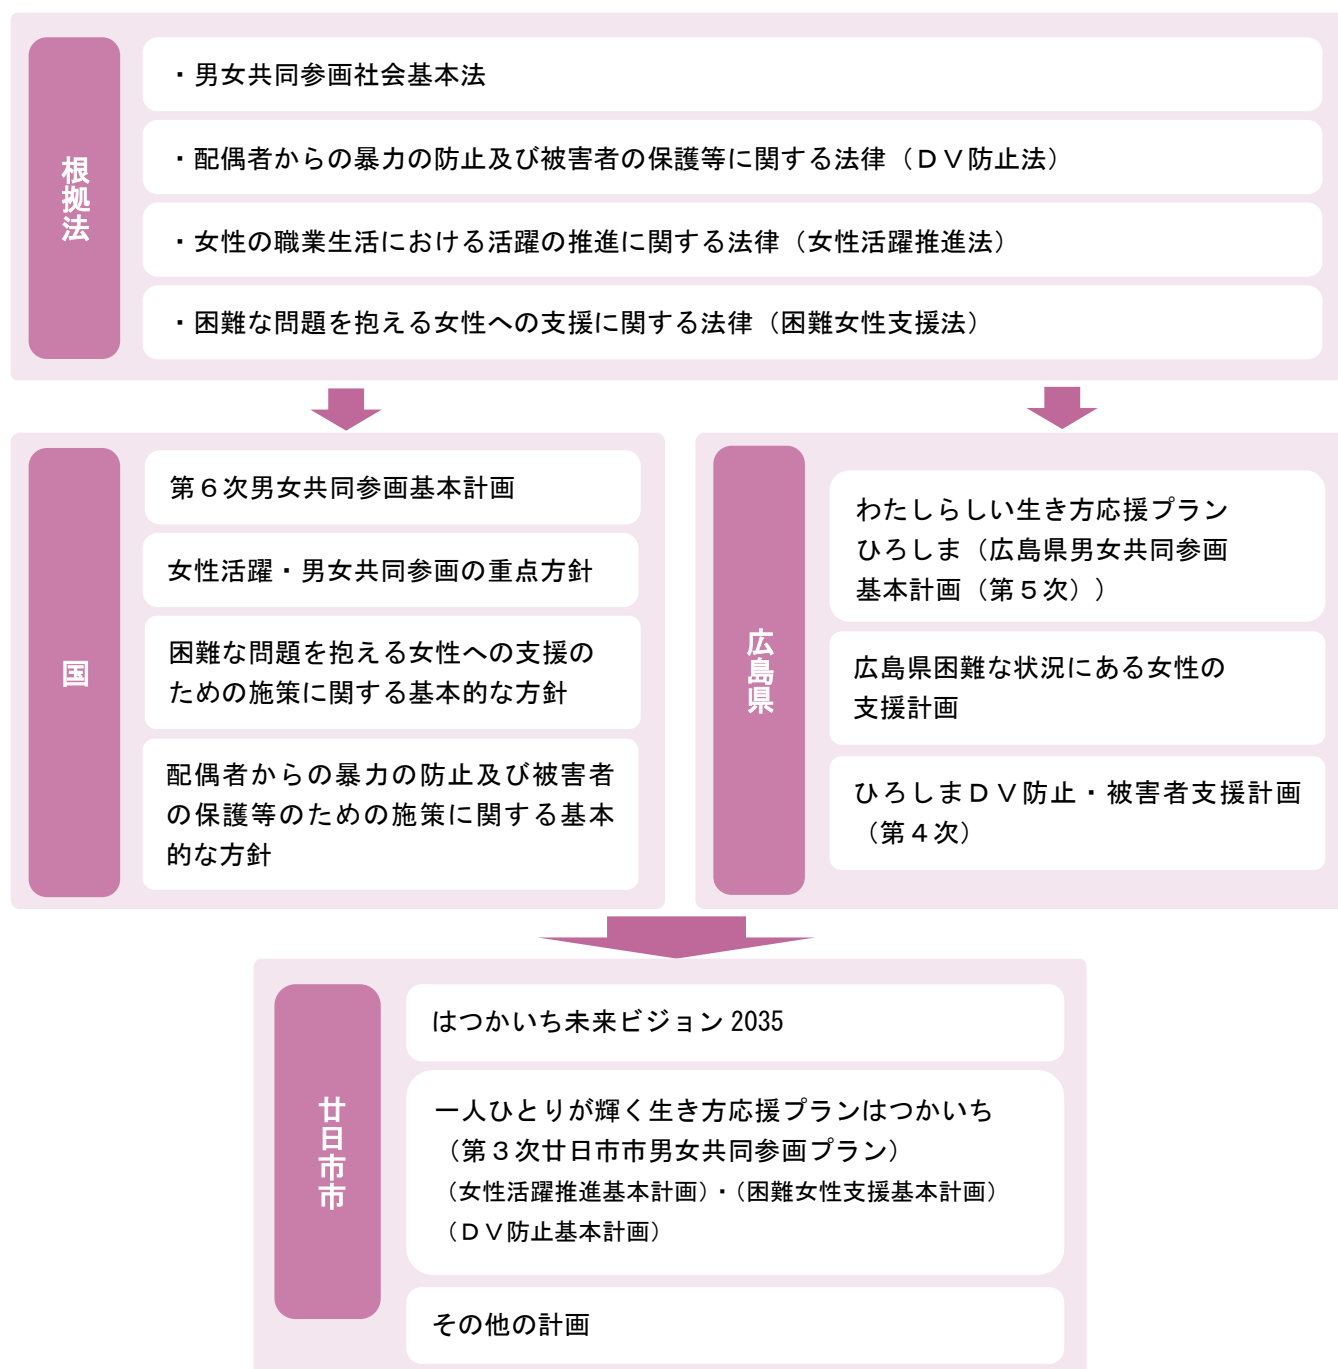 根拠法
・男女共同参画社会基本法
・配偶者からの暴力の防止及び被害者の保護等に関する法律（ＤＶ防止法）
・女性の職業生活における活躍の推進に関する法律（女性活躍推進法）
・困難な問題を抱える女性への支援に関する法律（困難女性支援法）
国
第６次男女共同参画基本計画
女性活躍・男女共同参画の重点方針
困難な問題を抱える女性への支援の
ための施策に関する基本的な方針
配偶者からの暴力の防止及び被害者
の保護等のための施策に関する基本
的な方針
広島県
わたしらしい生き方応援プラン
ひろしま（広島県男女共同参画
基本計画（第５次））
広島県困難な状況にある女性の
支援計画
ひろしまＤＶ防止・被害者支援計画
（第４次）
廿日市市
はつかいち未来ビジョン 2035
一人ひとりが輝く生き方応援プランはつかいち
（第３次廿日市市男女共同参画プラン）
（女性活躍推進基本計画）・（困難女性支援基本計画）
（ＤＶ防止基本計画）
その他の計画